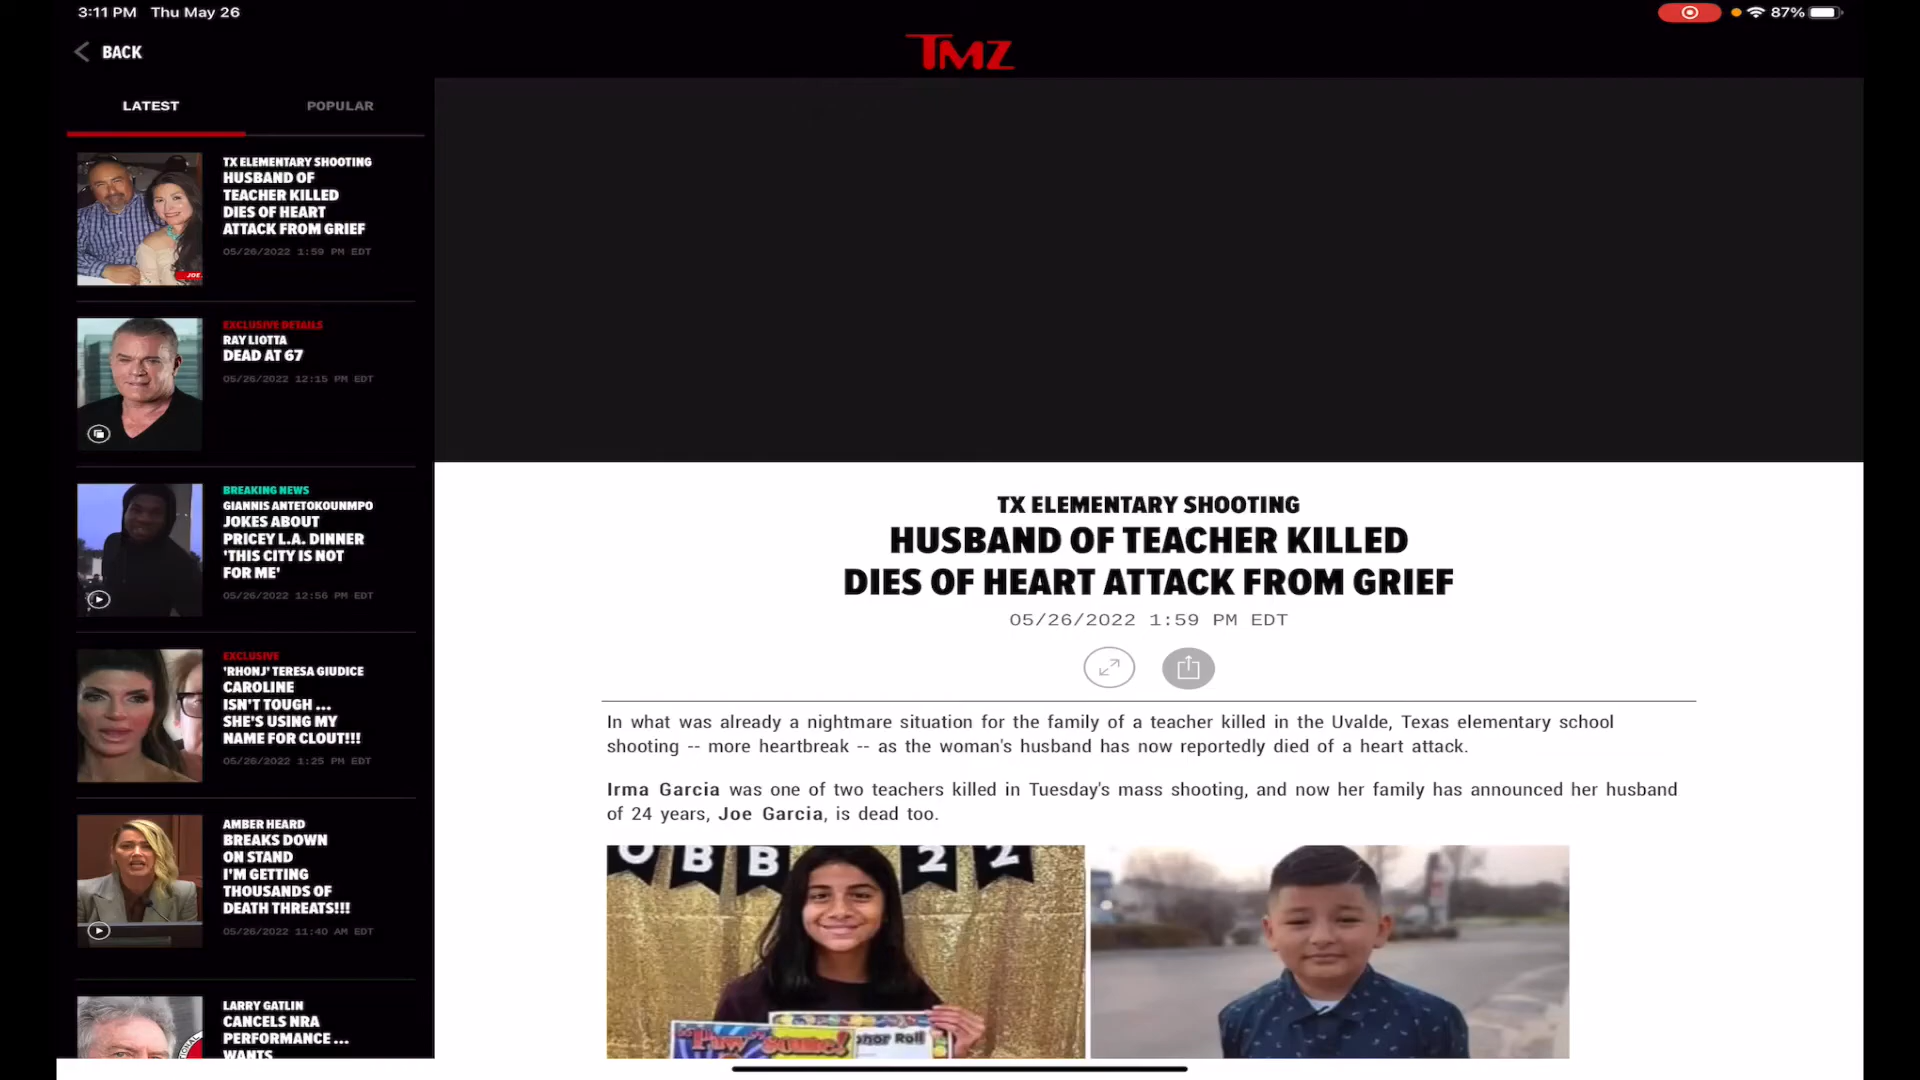 3:11 PM Thu May 26
87%
BACK
TMZ
LATEST
POPULAR
TX ELEMENTARY SHOOTING
HUSBAND OF
TEACHER KILLED
DIES OF HEART
ATTACK FROM GRIEF
05/26/2022 1:59 PM EDT
JOE
EXCLUSIVE DETAILS
RAY LIOTTA
DEAD AT 67
05/26/2022 12:15 PM EDT
BREAKING NEWS
GIANNIS ANTETOKOUNMPO
JOKES ABOUT
PRICEY L.A. DINNER
'THIS CITY IS NOT
FOR ME'
05/26/2022 12:56 PM EDT
EXCLUSIVE
'RHONJ' TERESA GIUDICE
CAROLINE
ISN'T TOUGH ...
SHE'S USING MY
NAME FOR CLOUT!!!
05/26/2022 1:25 PM EDT
AMBER HEARD
BREAKS DOWN
ON STAND
I'M GETTING
THOUSANDS OF
DEATH THREATS!!!
05/26/2022 11:40 AM EDT
LARRY GATLIN
CANCELS NRA
PERFORMANCE ...
WANTS
TX ELEMENTARY SHOOTING
HUSBAND OF TEACHER KILLED
DIES OF HEART ATTACK FROM GRIEF
05/26/2022 1:59 PM EDT
In what was already a nightmare situation for the family of a teacher killed in the Uvalde, Texas elementary school
shooting -- more heartbreak -- as the woman's husband has now reportedly died of a heart attack.
Irma Garcia was one of two teachers killed in Tuesday's mass shooting, and now her family has announced her husband
of 24 years, Joe Garcia, is dead too.
O B B 2 2
"Paw"some!
onor Roll